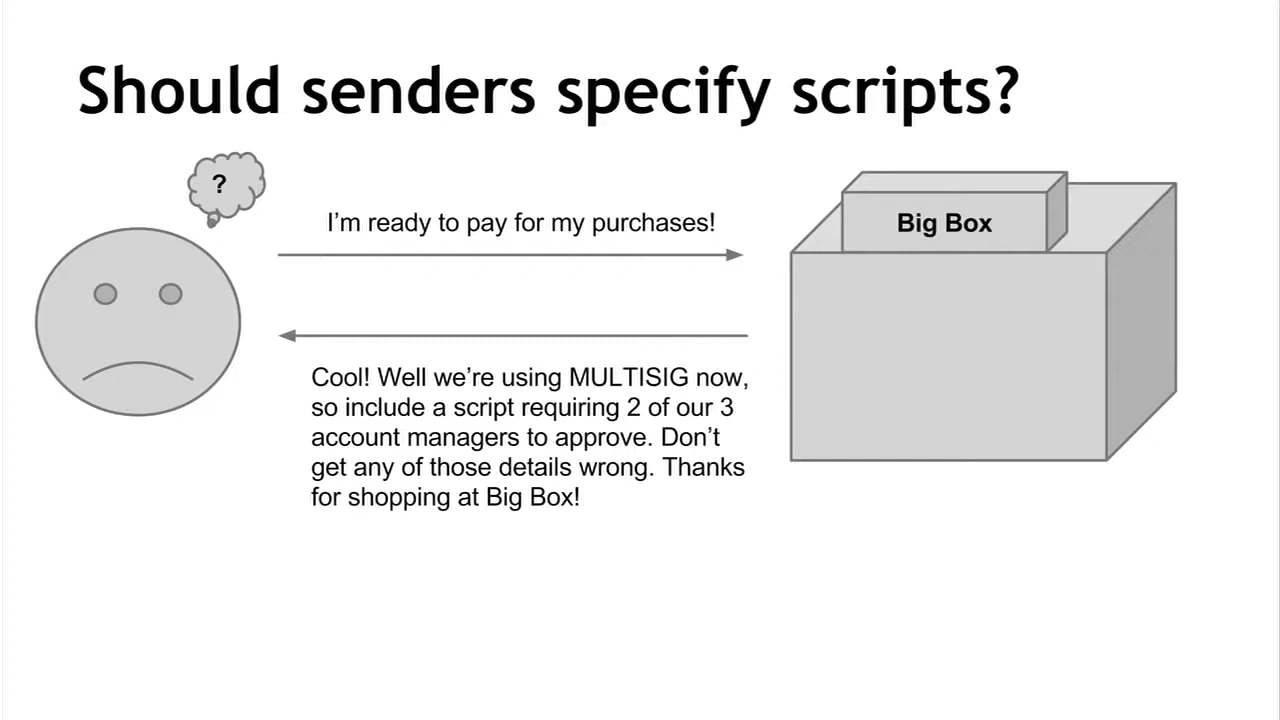 Should senders specify scripts?
?
I'm ready to pay for my purchases!
Big Box
Cool! Well we're using MULTISIG now,
so include a script requiring 2 of our 3
account managers to approve. Don't
get any of those details wrong. Thanks
for shopping at Big Box!